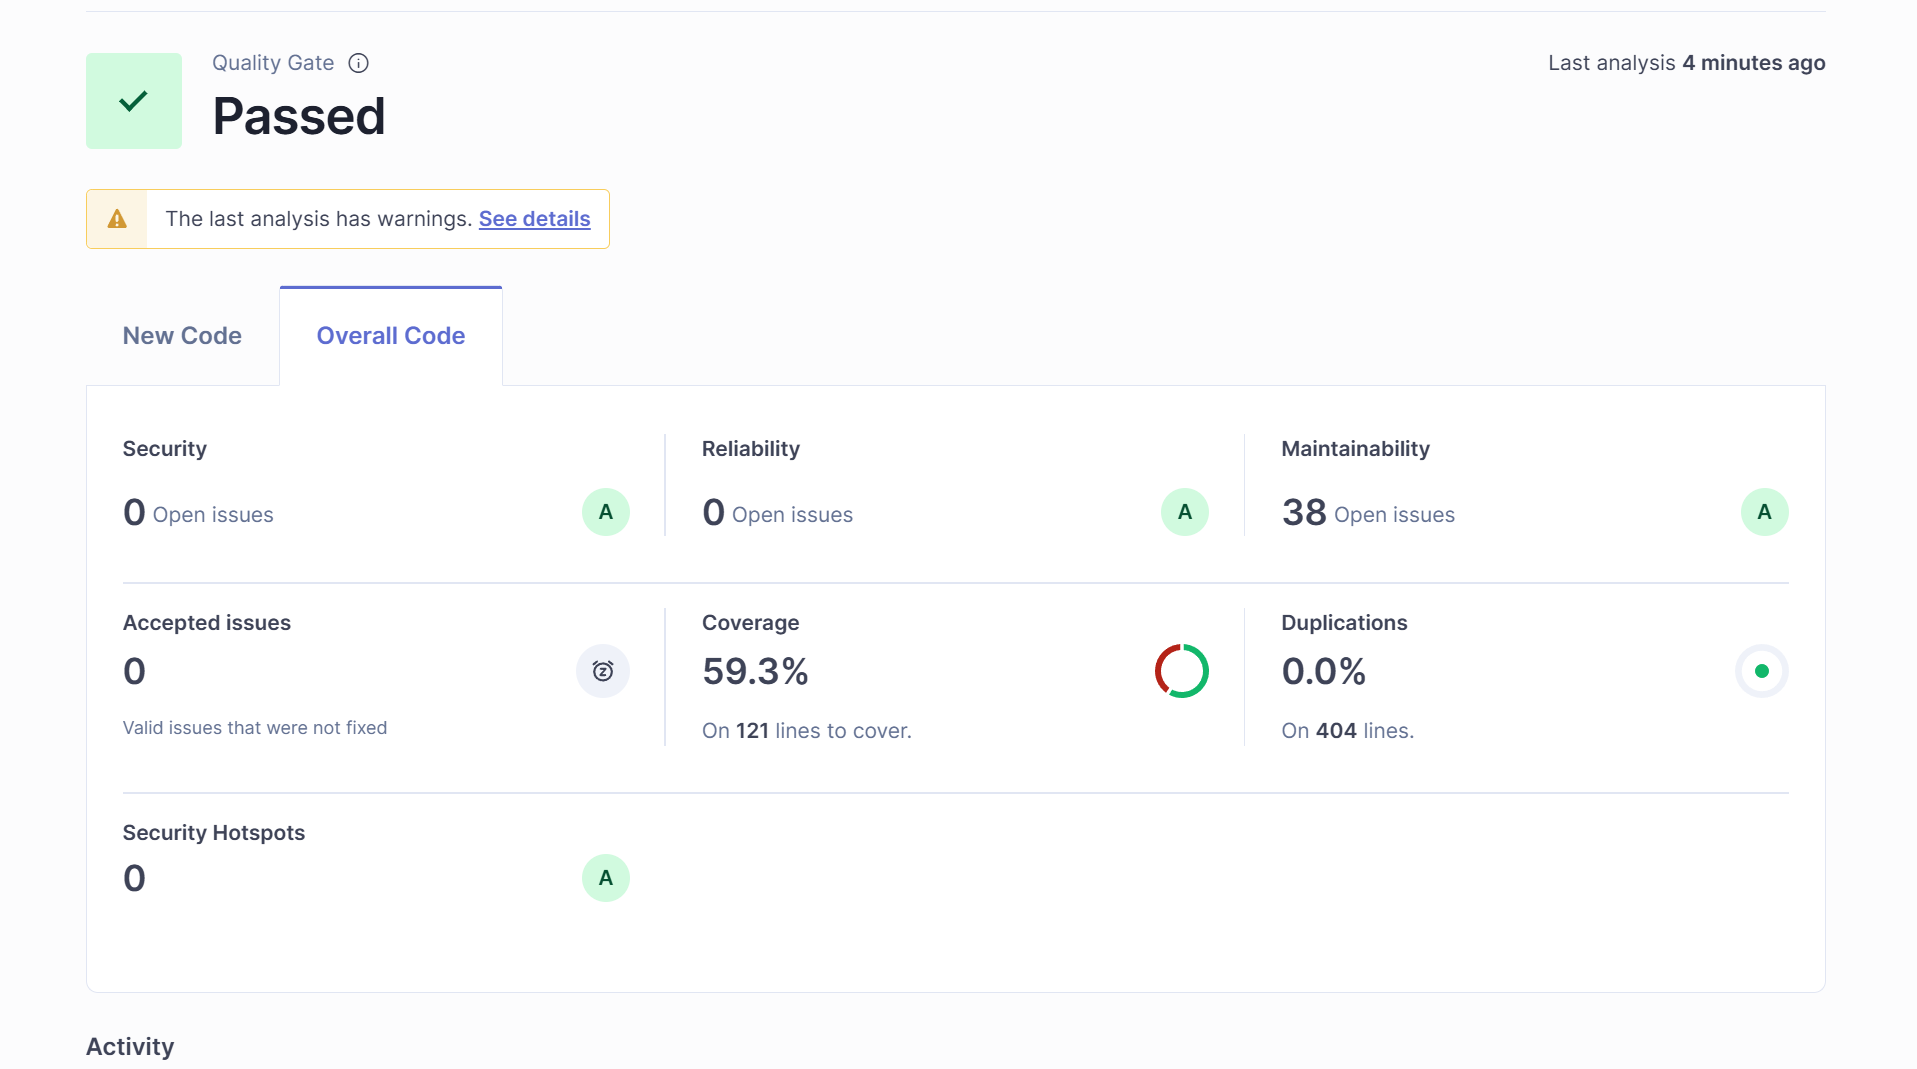 Quality Gate
Last analysis 4 minutes ago
Passed
The last analysis has warnings. See details
New Code
Overall Code
Security
Reliability
Maintainability
0 Open issues
A
0 Open issues
A
38 Open issues
A
Accepted issues
Coverage
Duplications
0
59.3%
0.0%
Valid issues that were not fixed
On 121 lines to cover.
On 404 lines.
Security Hotspots
0
A
Activity